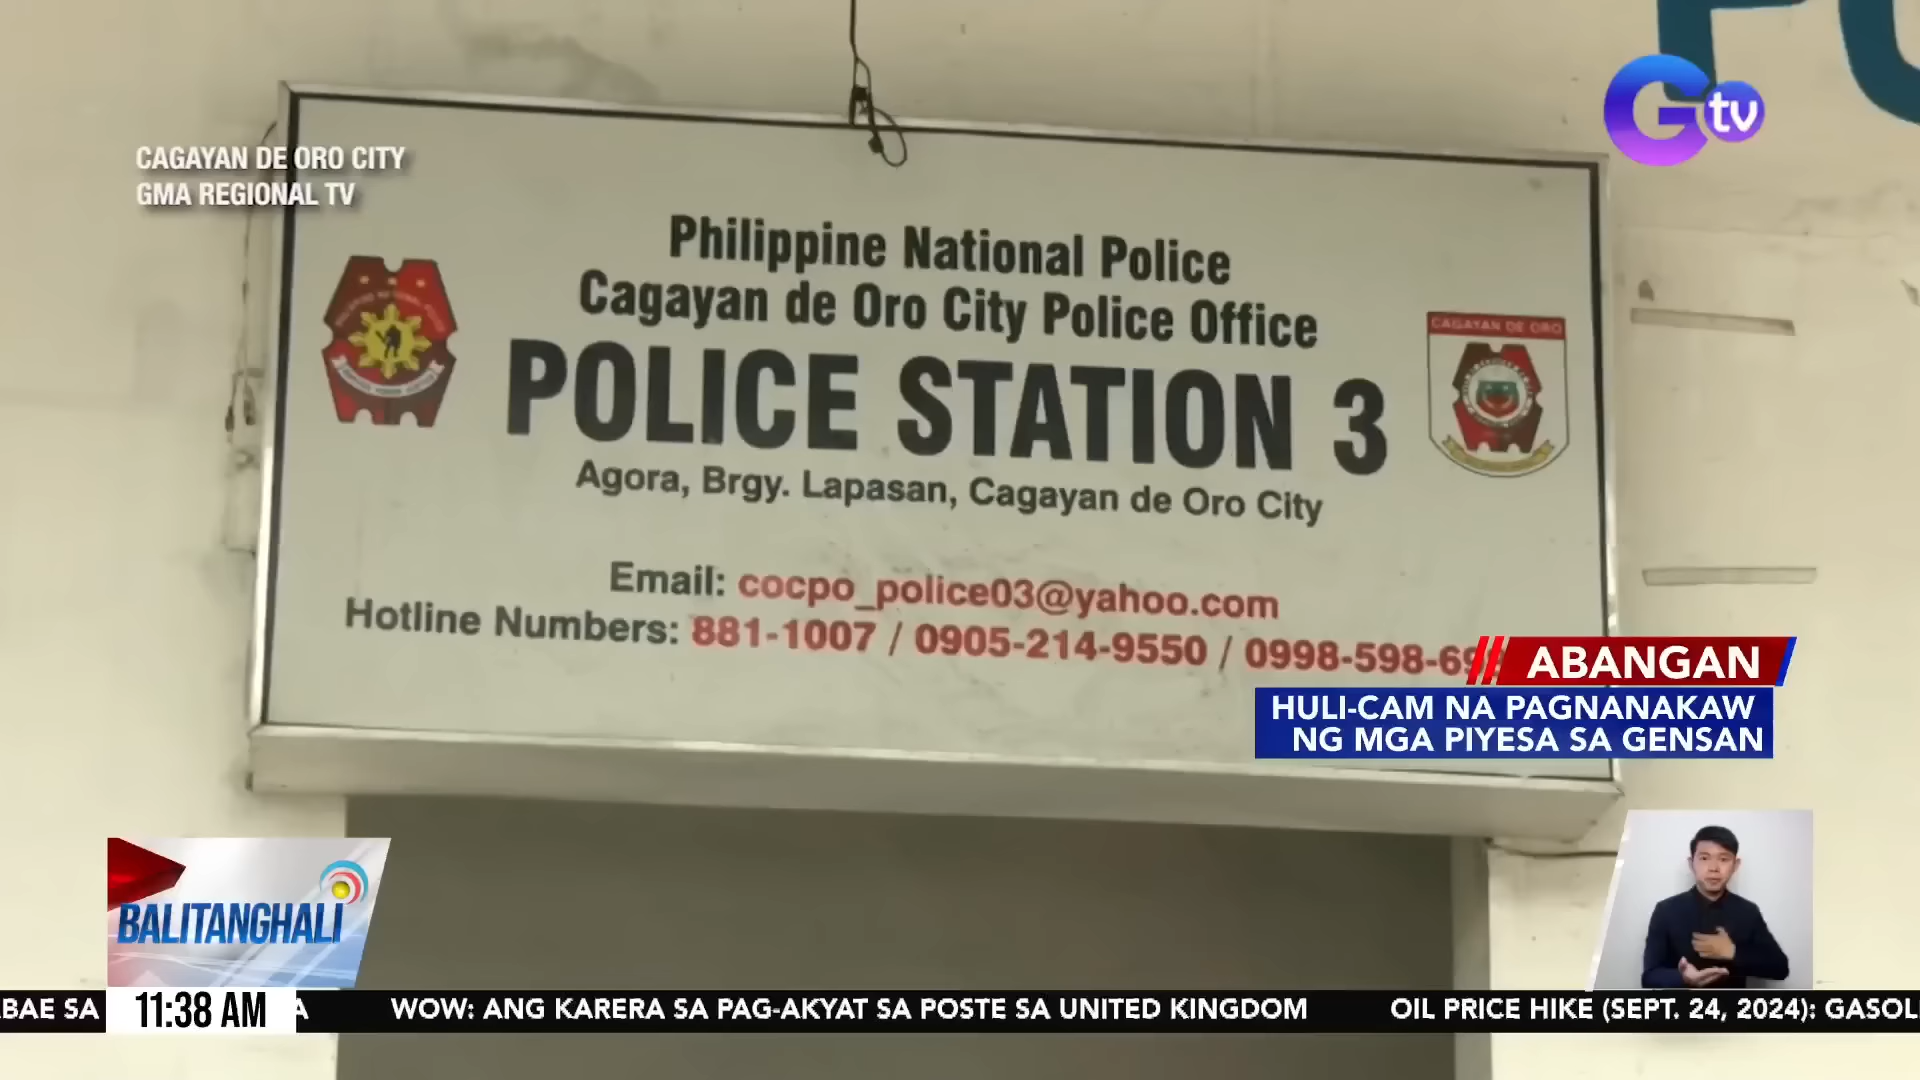 CAGAYAN DE ORO CITY
GMA REGIONAL TV
G tv
Philippine National Police
Cagayan de Oro City Police Office
POLICE STATION 3
Agora, Brgy. Lapasan, Cagayan de Oro City
CAGAYAN DE ORO
Email: cocpo_police03@yahoo.com
Hotline Numbers: 881-1007 / 0905-214-9550 / 0998-598-6
ABANGAN
HULI-CAM NA PAGNANAKAW
NG MGA PIYESA SA GENSAN
BALITANGHALI
11:38 AM
BAE SA
WOW: ANG KARERA SA PAG-AKYAT SA POSTE SA UNITED KINGDOM
OIL PRICE HIKE (SEPT. 24, 2024): GASOL